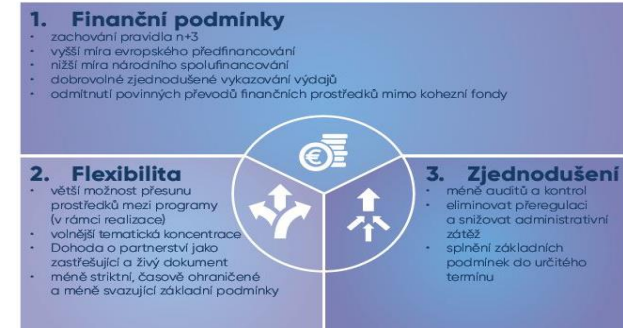 1. Finanční podmínky
• zachování pravidla n+3
• vyšší míra evropského předfinancování
• nižší míra národního spolufinancování
• dobrovolné zjednodušené vykazování výdajů
• odmítnutí povinných převodů finančních prostředků mimo kohezní fondy
2. Flexibilita
• větší možnost přesunu
prostředků mezi programy
(v rámci realizace)
• volnější tematická koncentrace
• Dohoda o partnerství jako
zastřešující a živý dokument
• méně striktní, časově ohraničené
a méně svazující základní podmínky
3. Zjednodušení
• méně auditů a kontrol
• eliminovat přeregulaci
a snižovat administrativní
zátěž
• splnění základních
podmínek do určitého
termínu